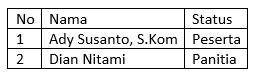 No Nama Status
1 Ady Susanto, S.Kom Peserta
2 Dian Nitami Panitia